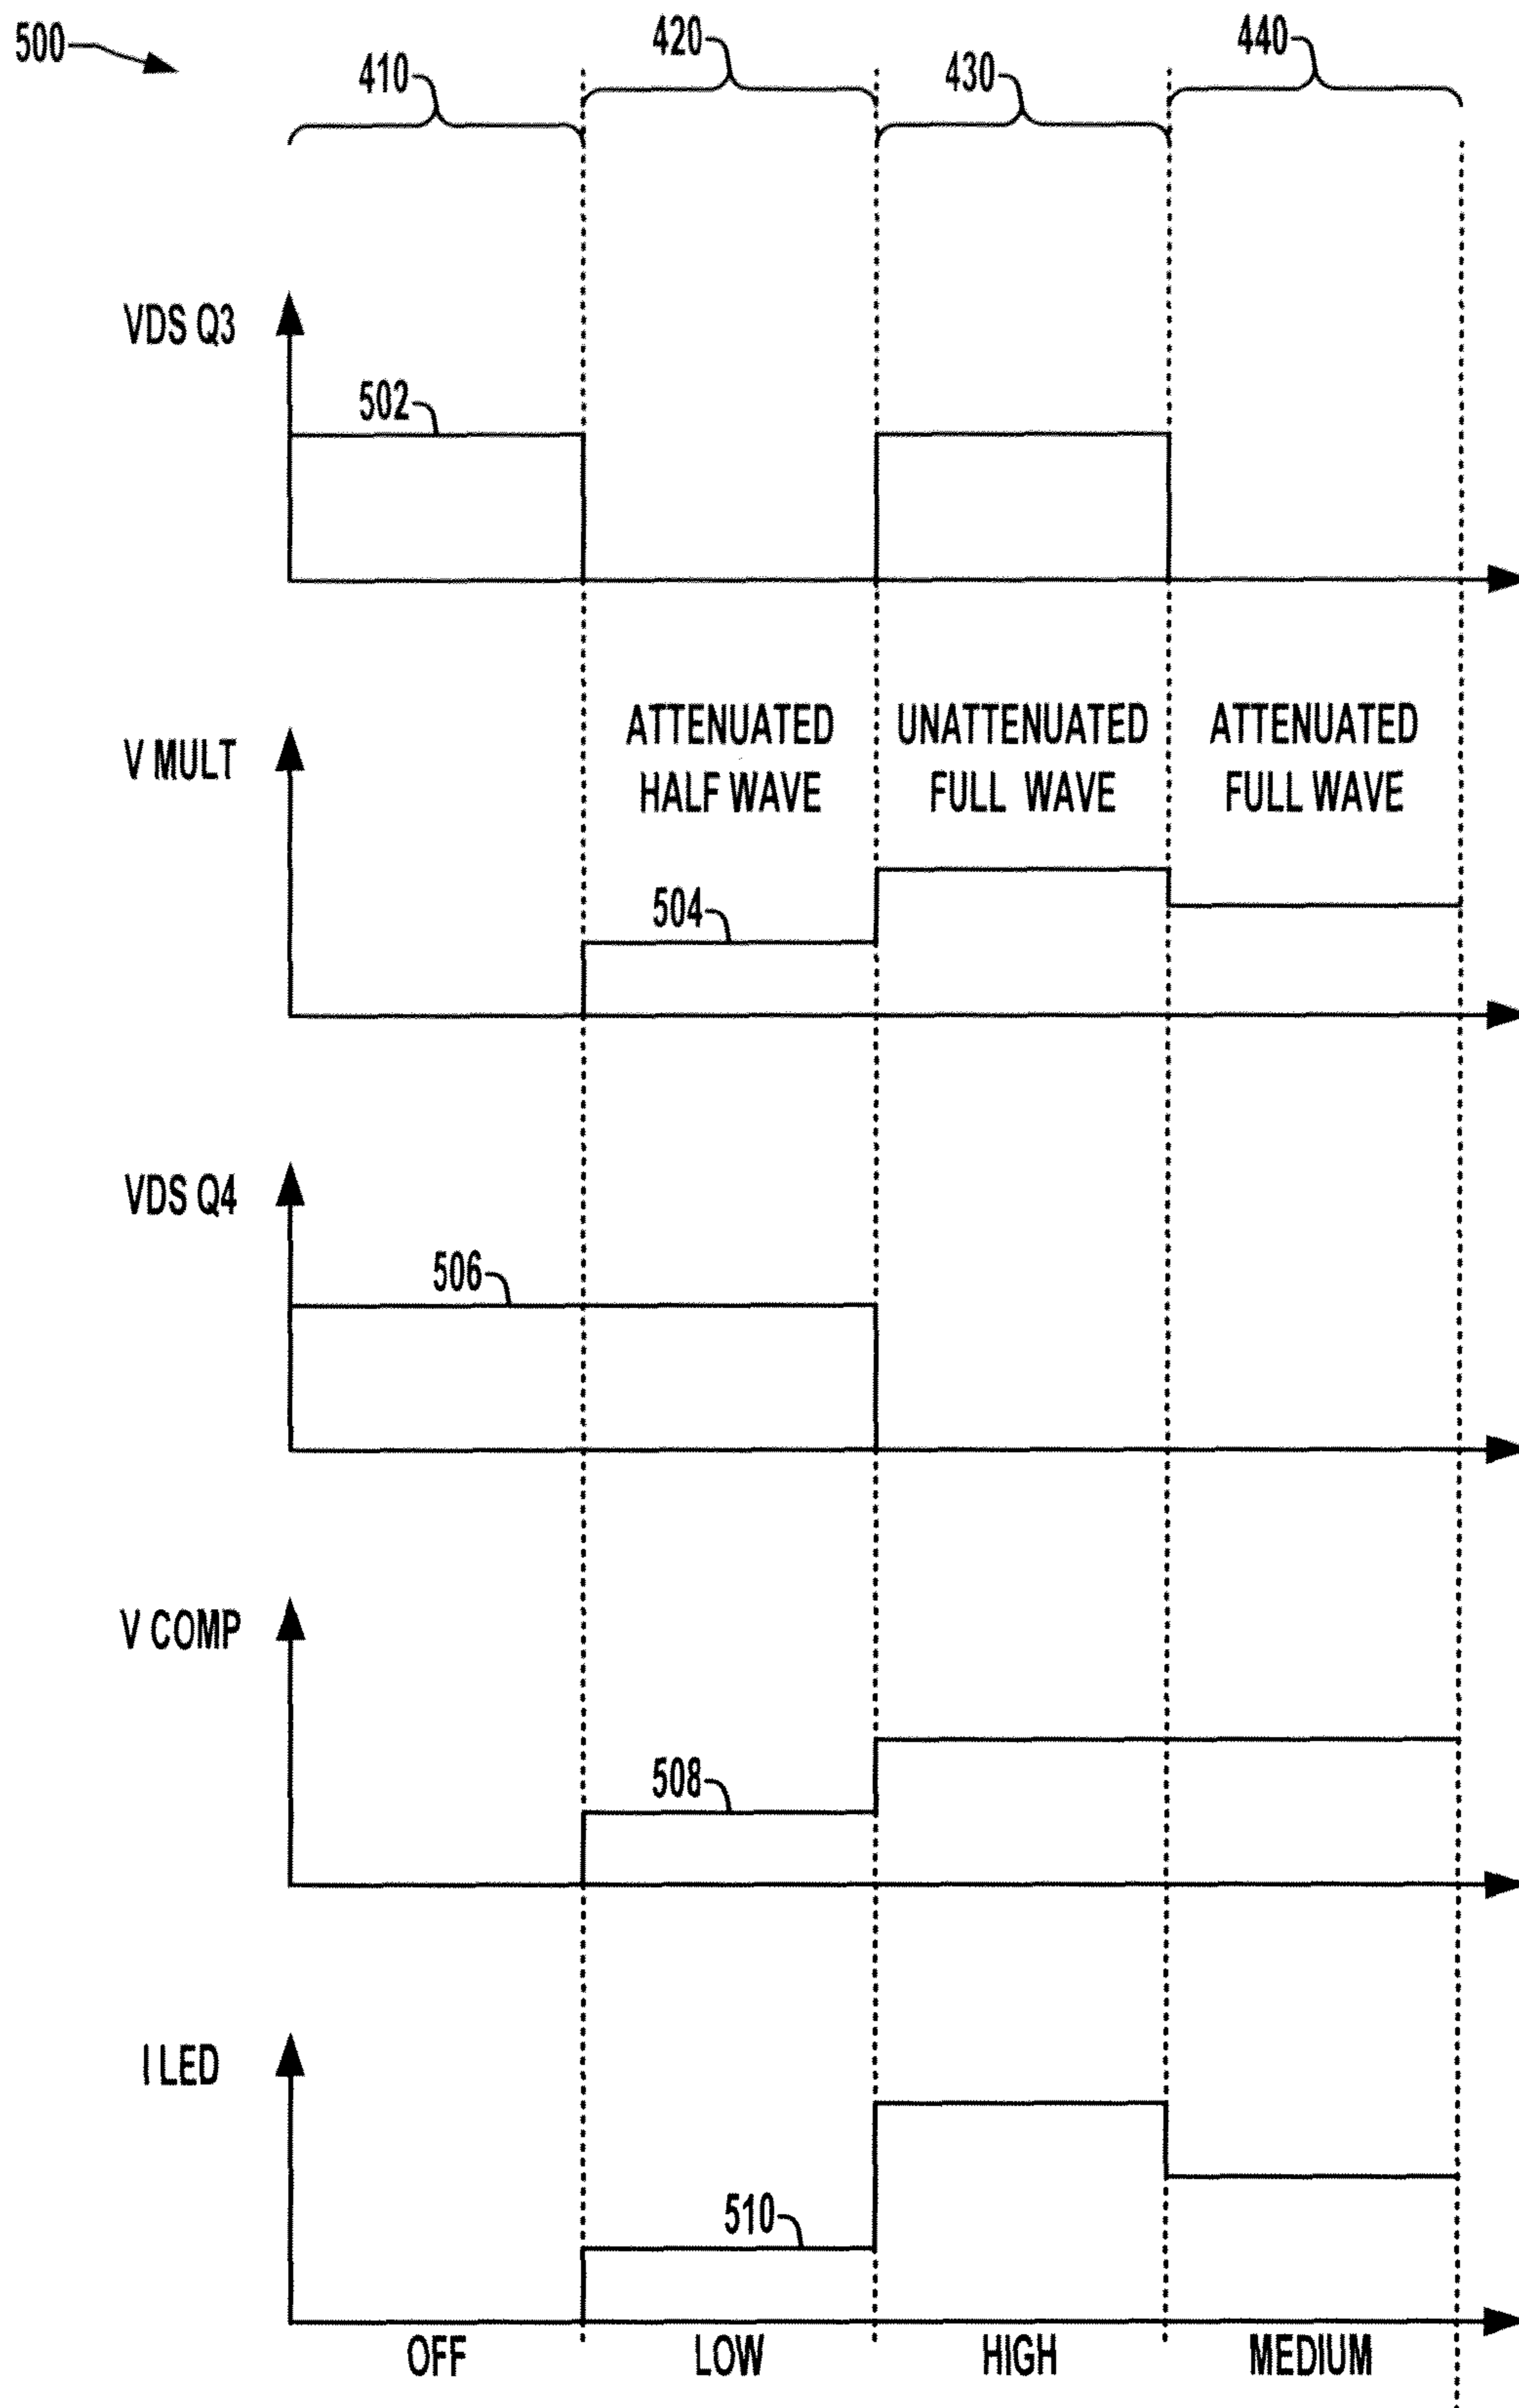 500
410
420
430
440
VDS Q3
502
V MULT
ATTENUATED
HALF WAVE
UNATTENUATED
FULL WAVE
ATTENUATED
FULL WAVE
504
VDS Q4
506
V COMP
508
I LED
510
OFF
LOW
HIGH
MEDIUM